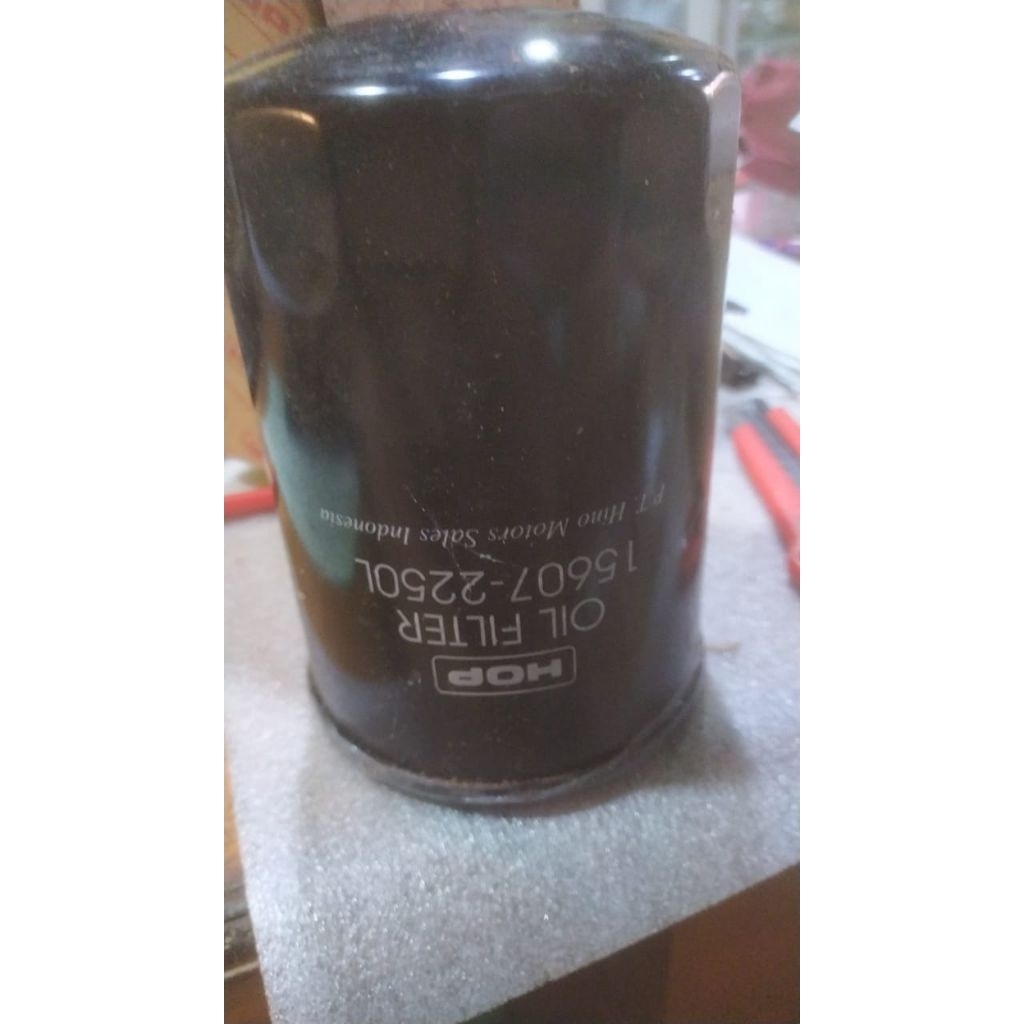 HOP
OIL FILTER
15607-2250L
P.T. Hino Motors Sales Indonesia